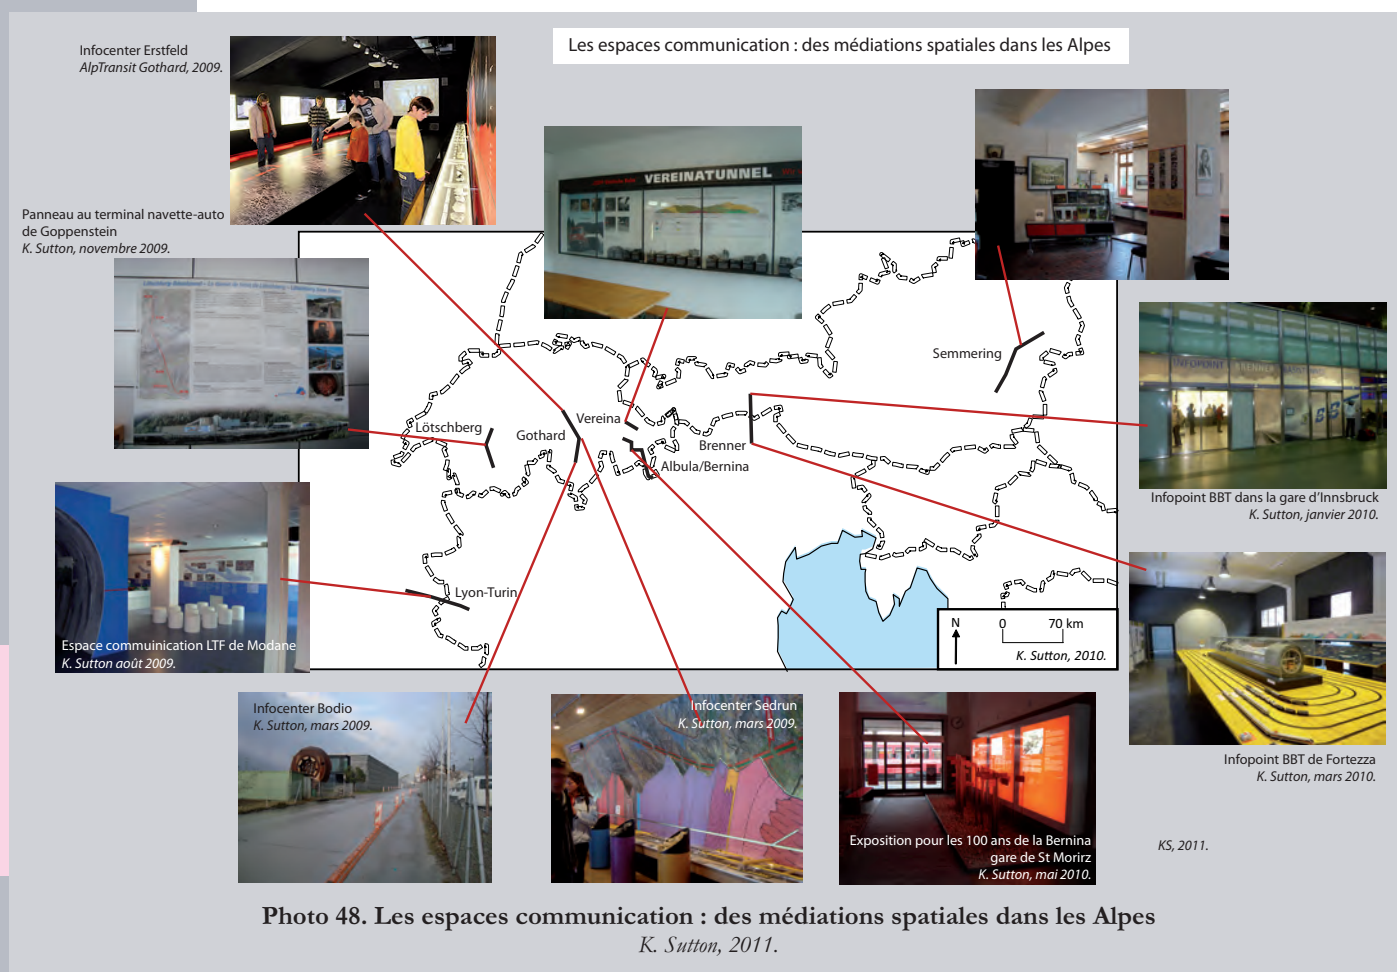 Les espaces communication : des médiations spatiales dans les Alpes
Infocenter Erstfeld
AlpTransit Gothard, 2009.
VEREINATUNNEL
Panneau au terminal navette-auto
de Goppenstein
K. Sutton, novembre 2009.
Semmering
INFOPOINT BRENNER
Lötschberg
Gothard
Vereina
Brenner
Albula/Bernina
Infopoint BBT dans la gare d'Innsbruck
K. Sutton, janvier 2010.
Lyon-Turin
Espace commuinication LTF de Modane
K. Sutton août 2009.
N
0 70 km
K. Sutton, 2010.
Infocenter Bodio
K. Sutton, mars 2009.
Infocenter Sedrun
K. Sutton, mars 2009.
Exposition pour les 100 ans de la Bernina
gare de St Morirz
K. Sutton, mai 2010.
Infopoint BBT de Fortezza
K. Sutton, mars 2010.
KS, 2011.
Photo 48. Les espaces communication : des médiations spatiales dans les Alpes
K. Sutton, 2011.